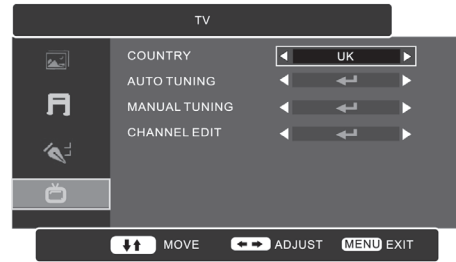 TV
COUNTRY UK
AUTO TUNING
MANUAL TUNING
CHANNEL EDIT
MOVE ADJUST MENU EXIT